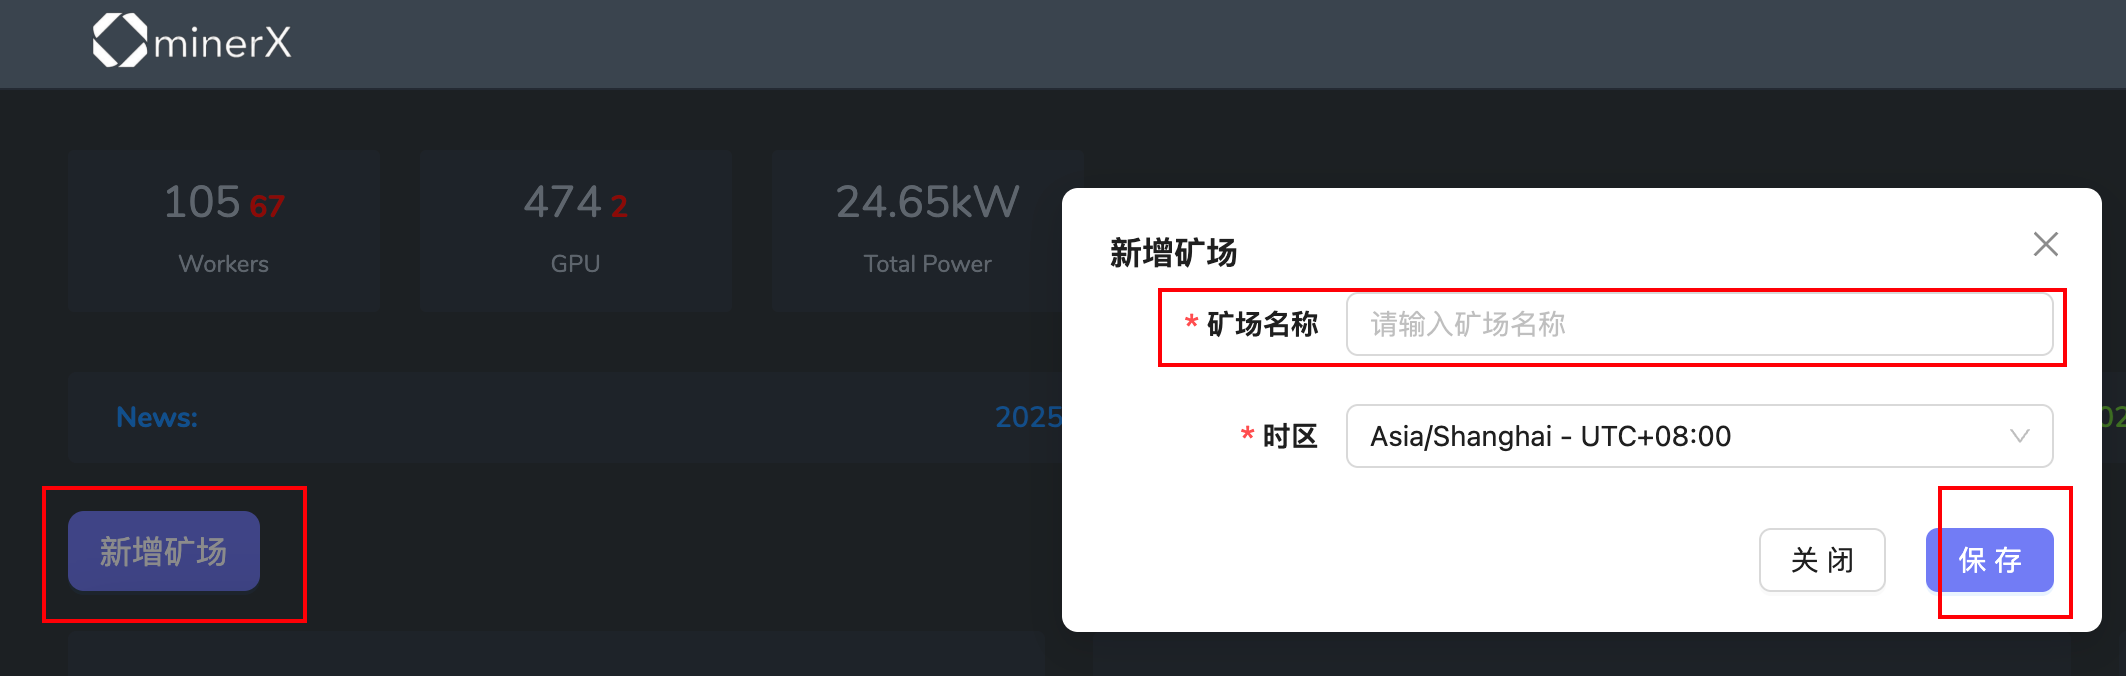 minerX
105 67
Workers
474 2
GPU
24.65kW
Total Power
News:
2025
02
新增矿场
新增矿场
* 矿场名称
请输入矿场名称
* 时区
Asia/Shanghai - UTC+08:00
关 闭
保 存